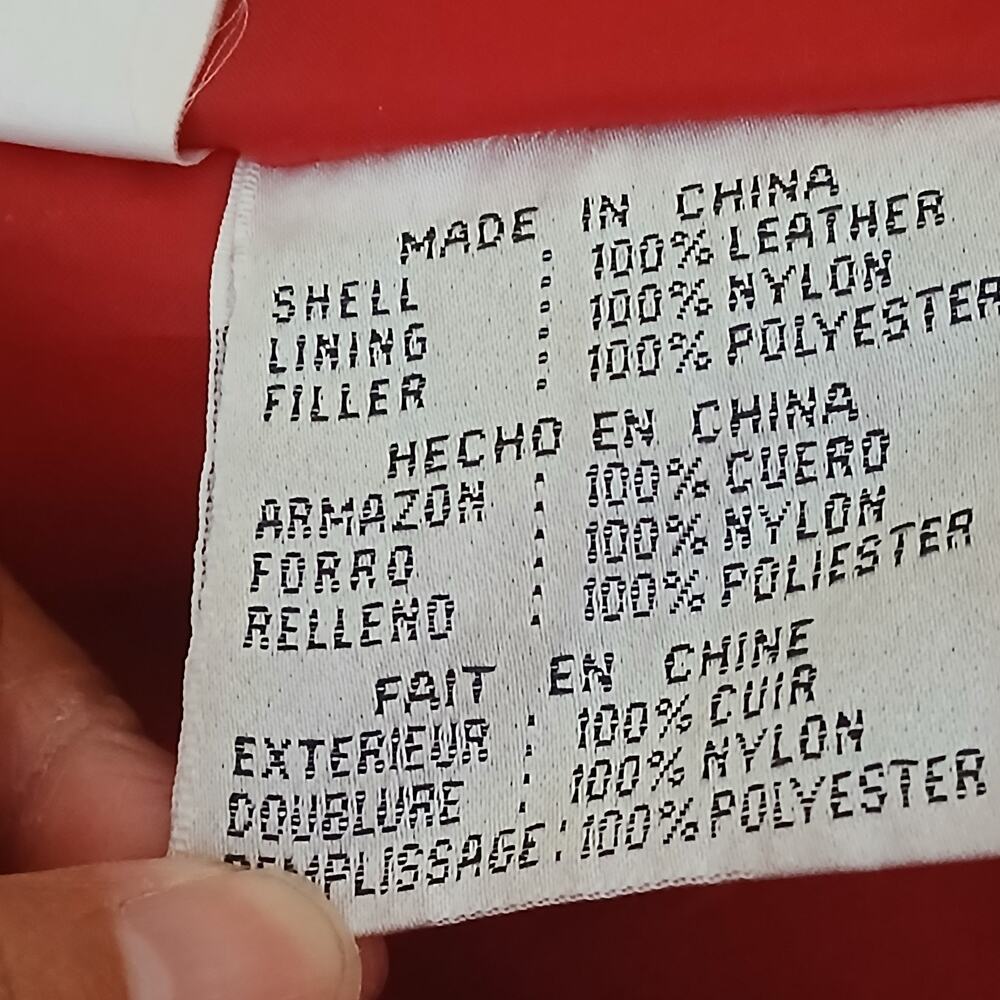 MADE IN CHINA
SHELL : 100% LEATHER
LINING : 100% NYLON
FILLER : 100% POLYESTER
HECHO EN CHINA
ARMAZON : 100% CUERO
FORRO : 100% NYLON
RELLENO : 100% POLIESTER
FAIT EN CHINE
EXTERIEUR : 100% CUIR
DOUBLURE : 100% NYLON
REMPLISSAGE : 100% POLYESTER